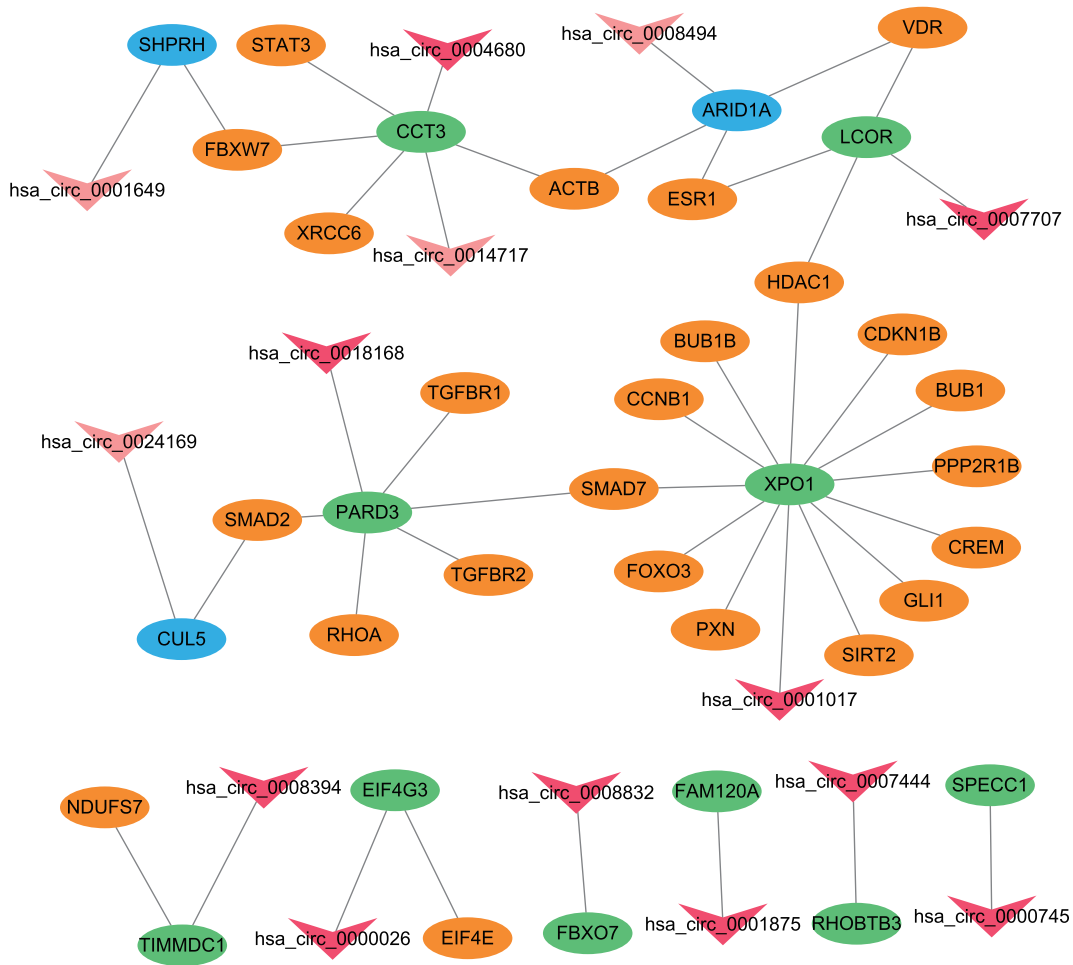 SHPRH
STAT3
hsa_circ_0004680
hsa_circ_0008494
VDR
ARID1A
CCT3
LCOR
FBXW7
hsa_circ_0001649
ACTB
ESR1
hsa_circ_0007707
XRCC6
hsa_circ_0014717
HDAC1
BUB1B
CDKN1B
hsa_circ_0018168
TGFBR1
CCNB1
BUB1
hsa_circ_0024169
PPP2R1B
SMAD7
XPO1
SMAD2
PARD3
CREM
TGFBR2
FOXO3
GLI1
CUL5
RHOA
PXN
SIRT2
hsa_circ_0001017
NDUFS7
hsa_circ_0008394
EIF4G3
hsa_circ_0008832
FAM120A
hsa_circ_0007444
SPECC1
TIMMDC1
hsa_circ_0000026
EIF4E
FBXO7
hsa_circ_0001875
RHOBTB3
hsa_circ_0000745